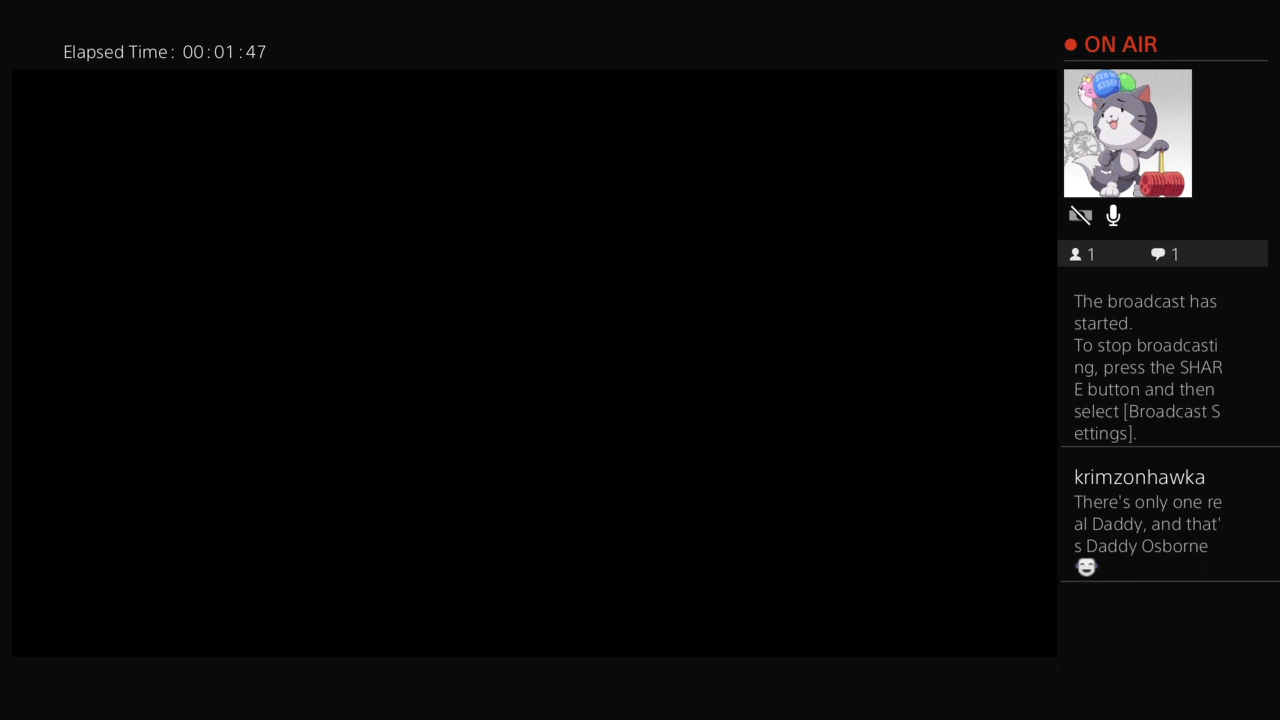 Elapsed Time: 00:01:47
ON AIR
1
1
The broadcast has
started.
To stop broadcasti
ng, press the SHAR
E button and then
select [Broadcast S
ettings].
krimzonhawka
There's only one re
al Daddy, and that'
s Daddy Osborne